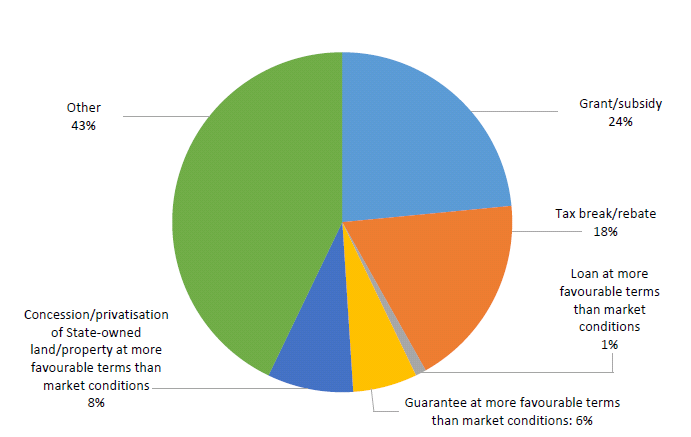 Other
43%
Grant/subsidy
24%
Tax break/rebate
18%
Loan at more
favourable terms
than market
conditions
1%
Concession/privatisation
of State-owned
land/property at more
favourable terms than
market conditions
8%
Guarantee at more favourable terms
than market conditions: 6%